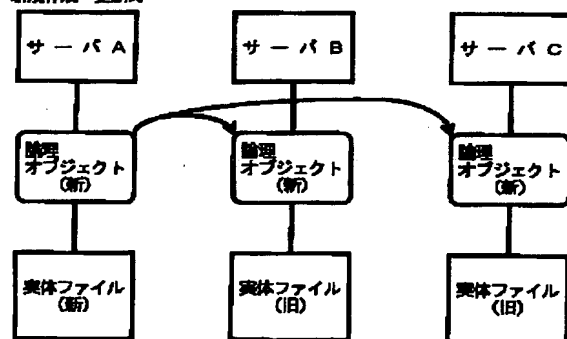 サーバA
サーバB
サーバC
論理
オブジェクト
(新)
論理
オブジェクト
(新)
論理
オブジェクト
(新)
実体ファイル
(新)
実体ファイル
(旧)
実体ファイル
(旧)